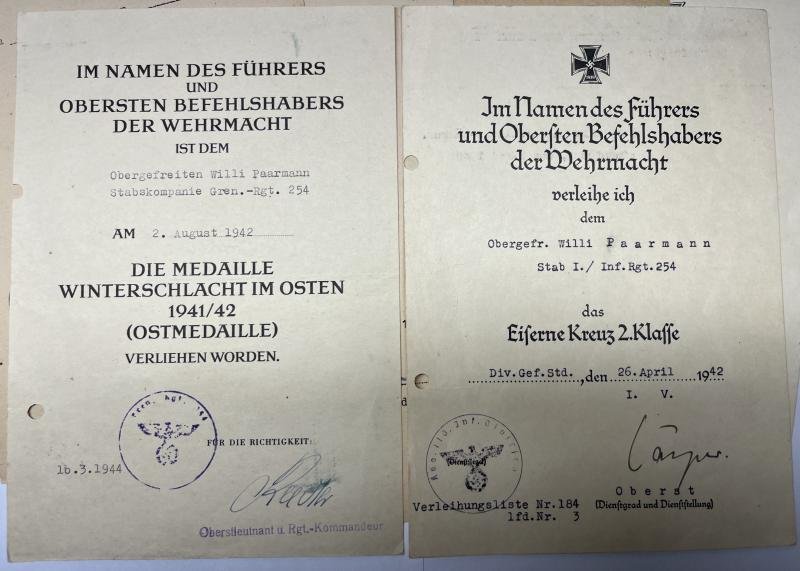 IM NAMEN DES FÜHRERS
UND
OBERSTEN BEFEHLSHABERS
DER WEHRMACHT
IST DEM
Obergefreiten Willi Paarmann
Stabskompanie Gren.-Rgt. 254
AM 2. August 1942
DIE MEDAILLE
WINTERSCHLACHT IM OSTEN
1941/42
(OSTMEDAILLE)
VERLIEHEN WORDEN.
FÜR DIE RICHTIGKEIT:
16.3.1944
Oberstleutnant u. Rgt.-Kommandeur
Im Namen des Führers
und Obersten Befehlshabers
der Wehrmacht
verleihe ich
dem
Obergefr. Willi Paarmann
Stab I./ Inf.Rgt.254
das
Eiserne Kreuz 2.Klasse
Div.Gef.Std. , den 26.April 1942
I. V.
(Dienstsiegel)
Oberst
(Dienstgrad und Dienststellung)
Verleihungsliste Nr.184
lfd.Nr. 3